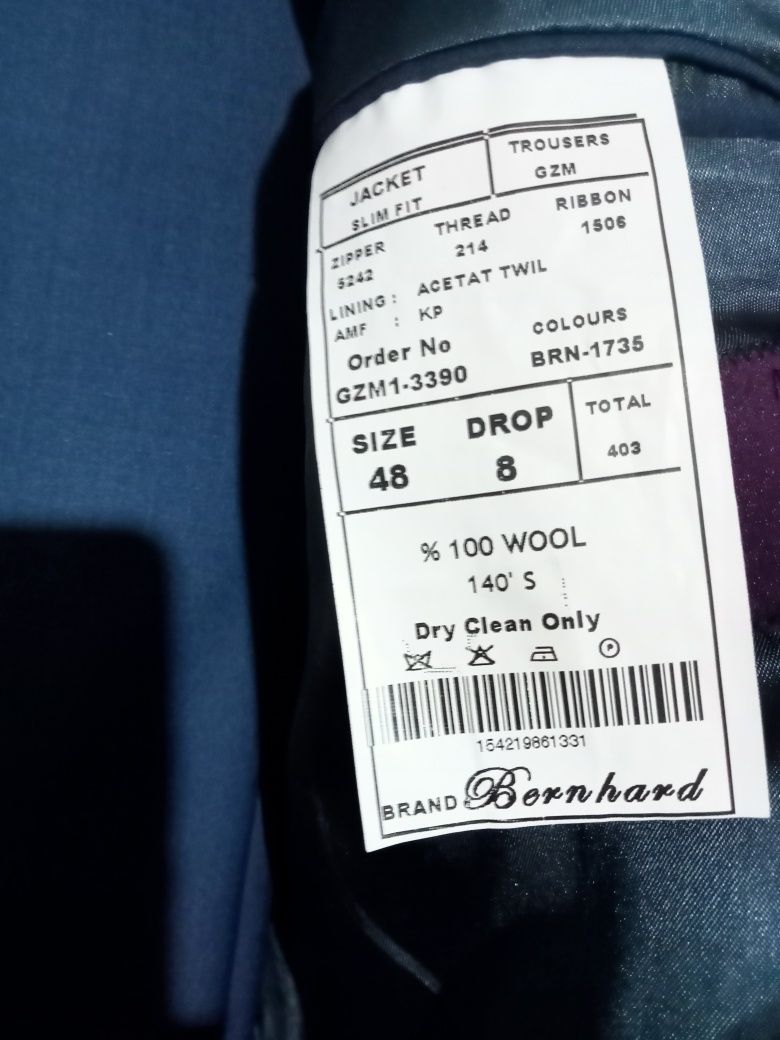 JACKET
SLIM FIT
TROUSERS
GZM
ZIPPER THREAD RIBBON
5242 214 1506
LINING : ACETAT TWIL
AMF : KP
Order No COLOURS
GZM1-3390 BRN-1735
SIZE DROP TOTAL
48 8 403
% 100 WOOL
140' S
Dry Clean Only
P
154219861331
BRAND Bernhard